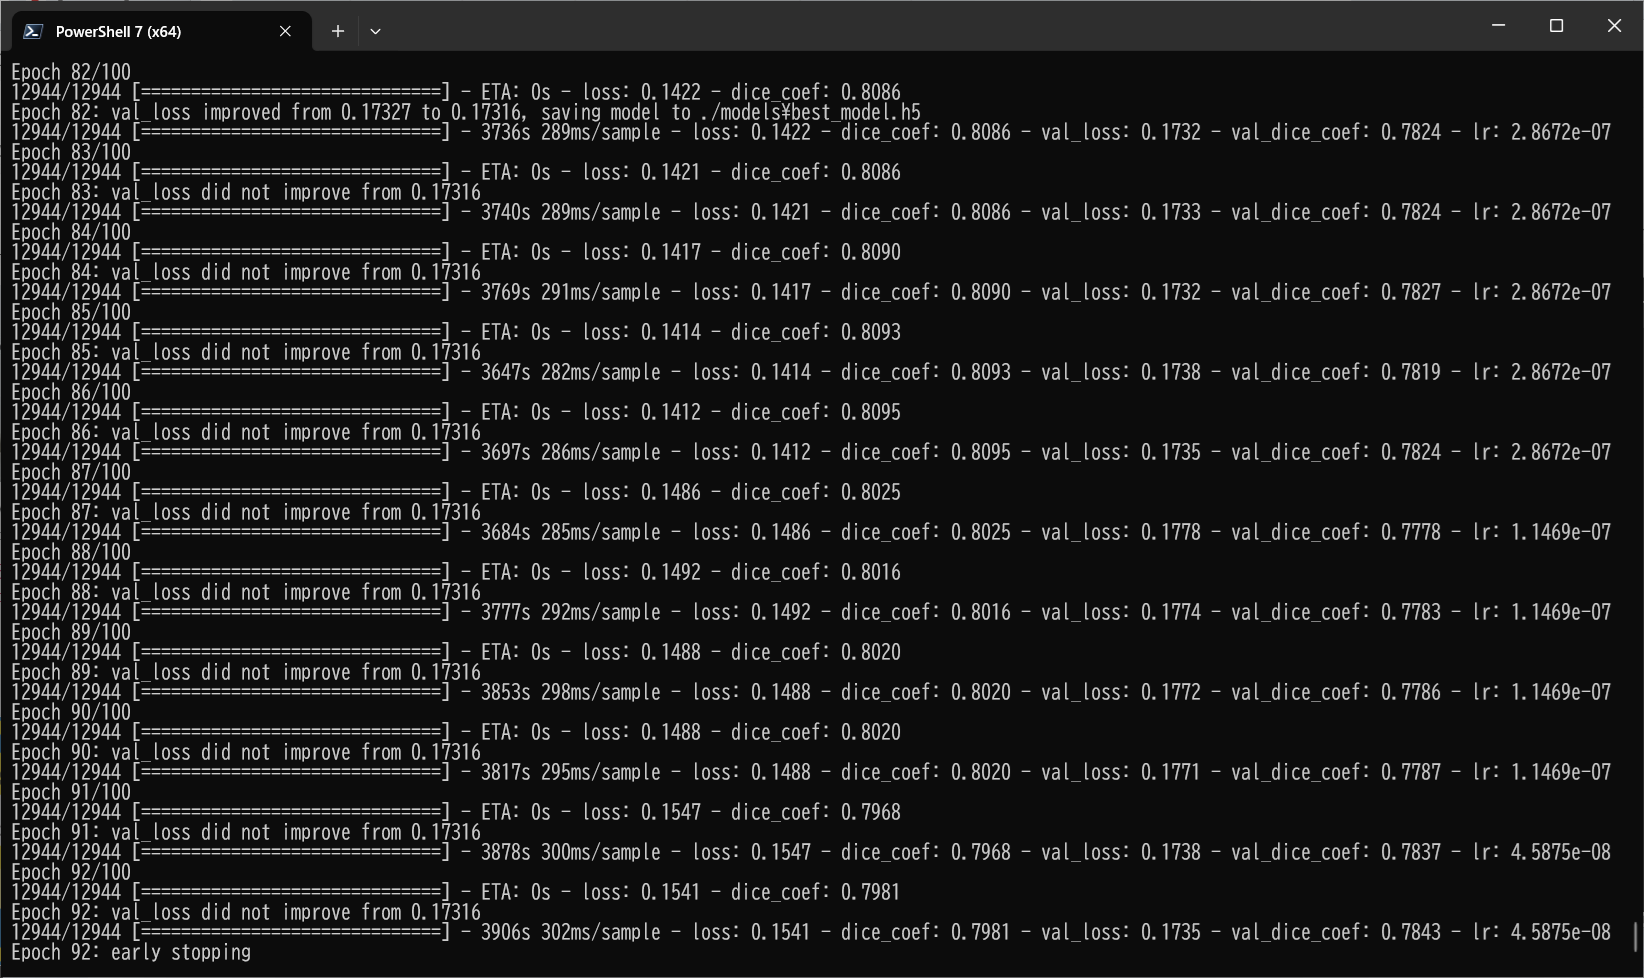 PowerShell 7 (x64)
Epoch 82/100
12944/12944 [==============================] - ETA: 0s - loss: 0.1422 - dice_coef: 0.8086
Epoch 82: val_loss improved from 0.17327 to 0.17316, saving model to ./models¥best_model.h5
12944/12944 [==============================] - 3736s 289ms/sample - loss: 0.1422 - dice_coef: 0.8086 - val_loss: 0.1732 - val_dice_coef: 0.7824 - lr: 2.8672e-07
Epoch 83/100
12944/12944 [==============================] - ETA: 0s - loss: 0.1421 - dice_coef: 0.8086
Epoch 83: val_loss did not improve from 0.17316
12944/12944 [==============================] - 3740s 289ms/sample - loss: 0.1421 - dice_coef: 0.8086 - val_loss: 0.1733 - val_dice_coef: 0.7824 - lr: 2.8672e-07
Epoch 84/100
12944/12944 [==============================] - ETA: 0s - loss: 0.1417 - dice_coef: 0.8090
Epoch 84: val_loss did not improve from 0.17316
12944/12944 [==============================] - 3769s 291ms/sample - loss: 0.1417 - dice_coef: 0.8090 - val_loss: 0.1732 - val_dice_coef: 0.7827 - lr: 2.8672e-07
Epoch 85/100
12944/12944 [==============================] - ETA: 0s - loss: 0.1414 - dice_coef: 0.8093
Epoch 85: val_loss did not improve from 0.17316
12944/12944 [==============================] - 3647s 282ms/sample - loss: 0.1414 - dice_coef: 0.8093 - val_loss: 0.1738 - val_dice_coef: 0.7819 - lr: 2.8672e-07
Epoch 86/100
12944/12944 [==============================] - ETA: 0s - loss: 0.1412 - dice_coef: 0.8095
Epoch 86: val_loss did not improve from 0.17316
12944/12944 [==============================] - 3697s 286ms/sample - loss: 0.1412 - dice_coef: 0.8095 - val_loss: 0.1735 - val_dice_coef: 0.7824 - lr: 2.8672e-07
Epoch 87/100
12944/12944 [==============================] - ETA: 0s - loss: 0.1486 - dice_coef: 0.8025
Epoch 87: val_loss did not improve from 0.17316
12944/12944 [==============================] - 3684s 285ms/sample - loss: 0.1486 - dice_coef: 0.8025 - val_loss: 0.1778 - val_dice_coef: 0.7778 - lr: 1.1469e-07
Epoch 88/100
12944/12944 [==============================] - ETA: 0s - loss: 0.1492 - dice_coef: 0.8016
Epoch 88: val_loss did not improve from 0.17316
12944/12944 [==============================] - 3777s 292ms/sample - loss: 0.1492 - dice_coef: 0.8016 - val_loss: 0.1774 - val_dice_coef: 0.7783 - lr: 1.1469e-07
Epoch 89/100
12944/12944 [==============================] - ETA: 0s - loss: 0.1488 - dice_coef: 0.8020
Epoch 89: val_loss did not improve from 0.17316
12944/12944 [==============================] - 3853s 298ms/sample - loss: 0.1488 - dice_coef: 0.8020 - val_loss: 0.1772 - val_dice_coef: 0.7786 - lr: 1.1469e-07
Epoch 90/100
12944/12944 [==============================] - ETA: 0s - loss: 0.1488 - dice_coef: 0.8020
Epoch 90: val_loss did not improve from 0.17316
12944/12944 [==============================] - 3817s 295ms/sample - loss: 0.1488 - dice_coef: 0.8020 - val_loss: 0.1771 - val_dice_coef: 0.7787 - lr: 1.1469e-07
Epoch 91/100
12944/12944 [==============================] - ETA: 0s - loss: 0.1547 - dice_coef: 0.7968
Epoch 91: val_loss did not improve from 0.17316
12944/12944 [==============================] - 3878s 300ms/sample - loss: 0.1547 - dice_coef: 0.7968 - val_loss: 0.1738 - val_dice_coef: 0.7837 - lr: 4.5875e-08
Epoch 92/100
12944/12944 [==============================] - ETA: 0s - loss: 0.1541 - dice_coef: 0.7981
Epoch 92: val_loss did not improve from 0.17316
12944/12944 [==============================] - 3906s 302ms/sample - loss: 0.1541 - dice_coef: 0.7981 - val_loss: 0.1735 - val_dice_coef: 0.7843 - lr: 4.5875e-08
Epoch 92: early stopping